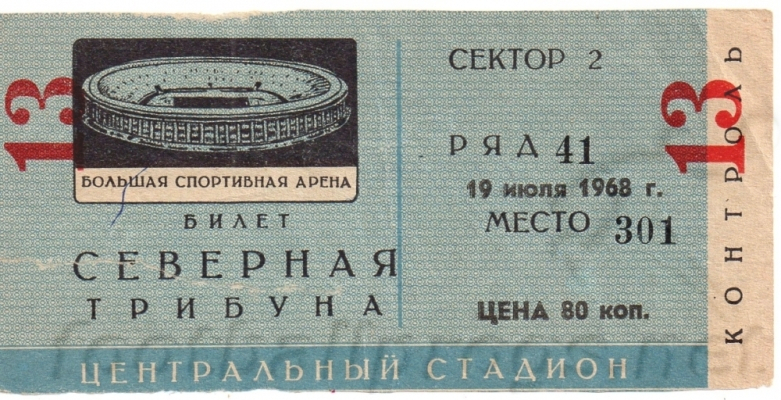 13
БОЛЬШАЯ СПОРТИВНАЯ АРЕНА
БИЛЕТ
СЕВЕРНАЯ
ТРИБУНА
СЕКТОР 2
РЯД 41
19 июля 1968 г.
МЕСТО 301
ЦЕНА 80 коп.
13
КОНТРОЛЬ
ЦЕНТРАЛЬНЫЙ СТАДИОН